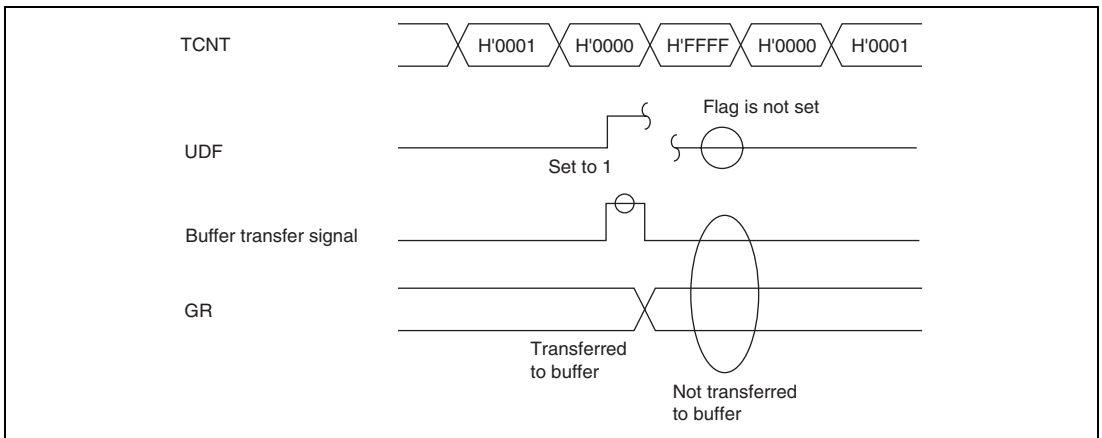 TCNT
H'0001 H'0000 H'FFFF H'0000 H'0001
Flag is not set
UDF
Set to 1
Buffer transfer signal
GR
Transferred
to buffer
Not transferred
to buffer